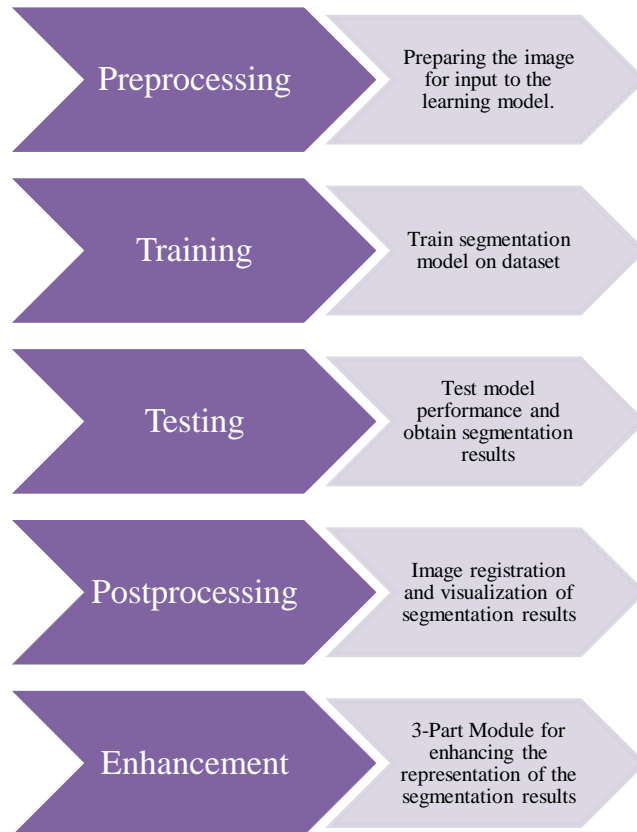 Preprocessing
Preparing the image
for input to the
learning model.
Training
Train segmentation
model on dataset
Testing
Test model
performance and
obtain segmentation
results
Postprocessing
Image registration
and visualization of
segmentation results
Enhancement
3-Part Module for
enhancing the
representation of the
segmentation results